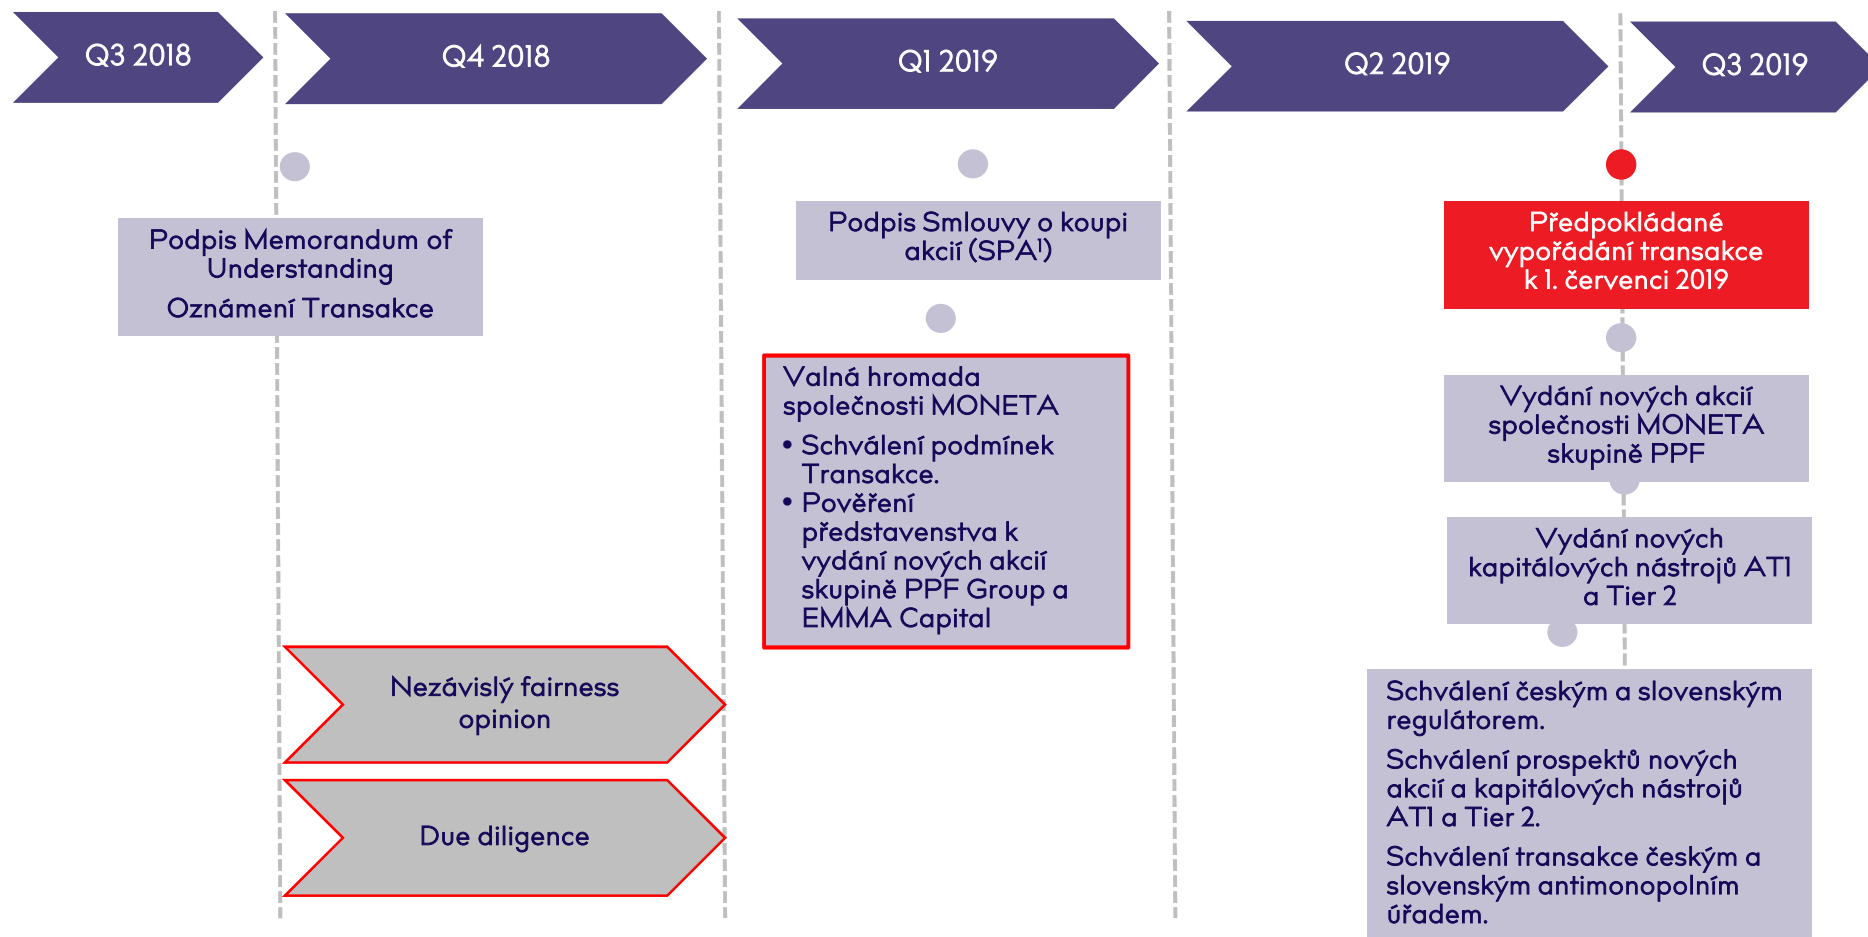 Q3 2018
Q4 2018
Q1 2019
Q2 2019
Q3 2019
Podpis Memorandum of
Understanding
Oznámení Transakce
Nezávislý fairness
opinion
Due diligence
Podpis Smlouvy o koupi
akcií (SPA¹)
Valná hromada
společnosti MONETA
• Schválení podmínek
Transakce.
• Pověření
představenstva k
vydání nových akcií
skupině PPF Group a
EMMA Capital
Předpokládané
vypořádání transakce
k 1. červenci 2019
Vydání nových akcií
společnosti MONETA
skupině PPF
Vydání nových
kapitálových nástrojů AT1
a Tier 2
Schválení českým a slovenským
regulátorem.
Schválení prospektů nových
akcií a kapitálových nástrojů
AT1 a Tier 2.
Schválení transakce českým a
slovenským antimonopolním
úřadem.